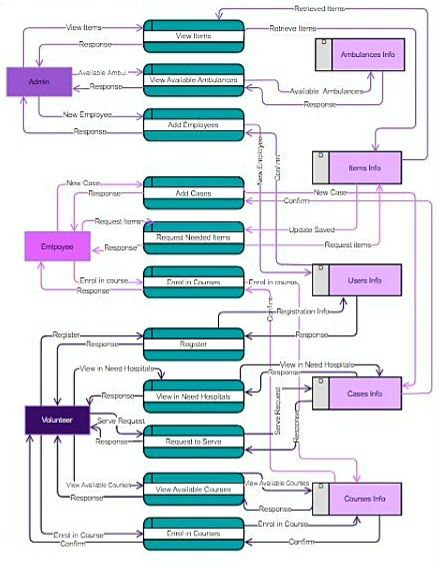 Retrieved Items
View Items
Retrieve Items
View Items
Response
D
Ambulances Info
Available Ambul.
View Available Ambulances
Admin
Response
Available Ambulances
Response
New Employee
Add Employees
Response
New Employee
Confirm
D
Items Info
New Case
Add Cases
New Case
Response
Confirm
Request items
Update Saved
Request Needed Items
Emlpoyee
Response
Request items
Enrol in course
Enrol in Courses
Enrol in course
Response
D
Users Info
Confirm
Registration Info
Register
Register
Response
Response
View in Need Hospitals
View in Need Hospitals
Response
D
Cases Info
Response
View in Need Hospitals
Volunteer
Serve Request
Serve Request
Response
Request to Serve
Response
View Available Courses
View Available Courses
View Available Courses
Response
D
Courses Info
Response
Enrol in Course
Enrol in Courses
Enrol in Course
Confirm
Confirm